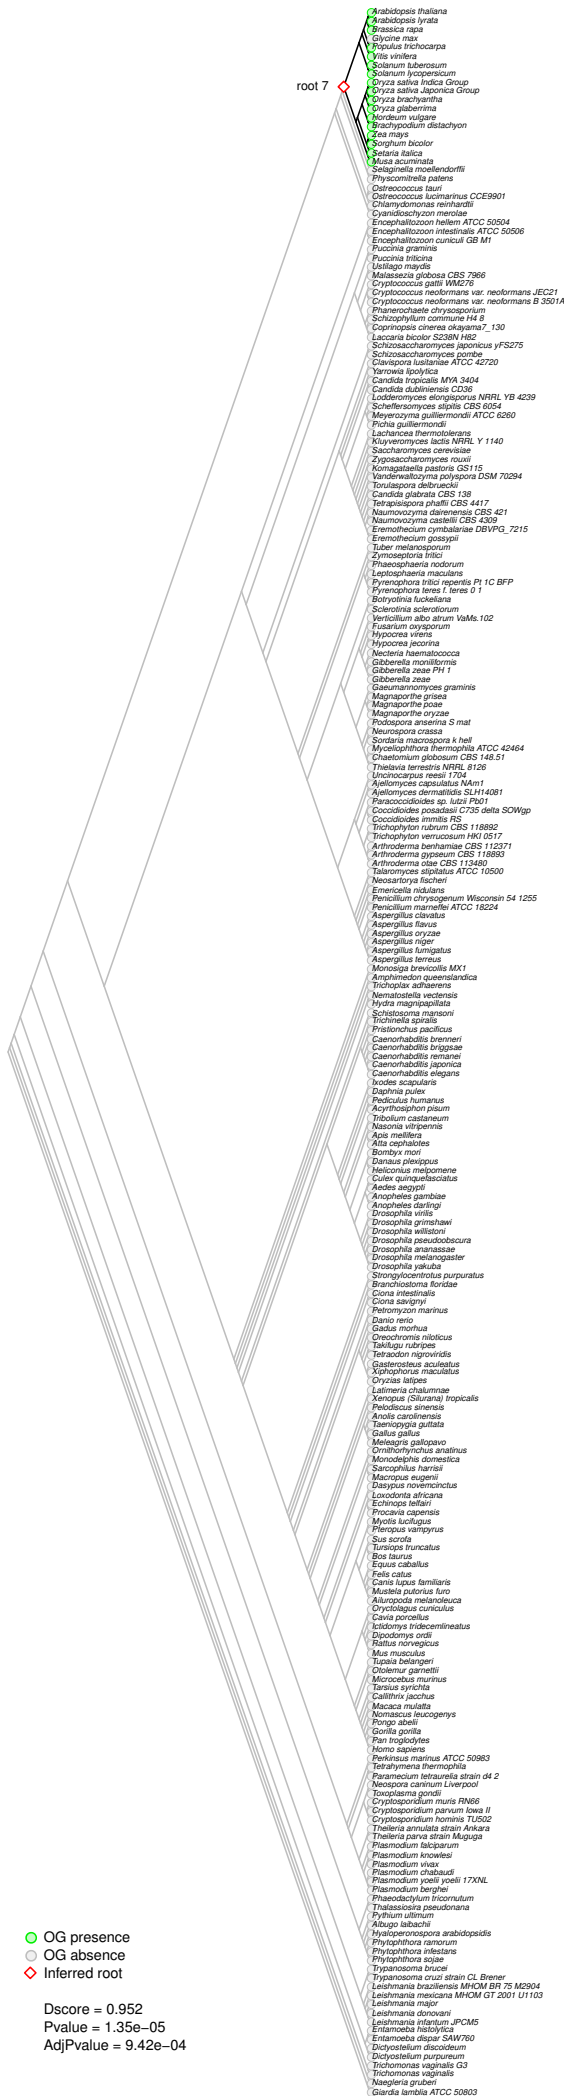 Arabidopsis thaliana
Arabidopsis lyrata
Brassica rapa
Glycine max
Populus trichocarpa
Vitis vinifera
Solanum tuberosum
Solanum lycopersicum
Oryza sativa Indica Group
root 7
Oryza sativa Japonica Group
Oryza brachyantha
Oryza glaberrima
Hordeum vulgare
Brachypodium distachyon
Zea mays
Sorghum bicolor
Setaria italica
Musa acuminata
Selaginella moellendorffii
Physcomitrella patens
Ostreococcus tauri
Ostreococcus lucimarinus CCE9901
Chlamydomonas reinhardtii
Cyanidioschyzon merolae
Encephalitozoon hellem ATCC 50504
Encephalitozoon intestinalis ATCC 50506
Encephalitozoon cuniculi GB M1
Puccinia graminis
Puccinia triticina
Ustilago maydis
Malassezia globosa CBS 7966
Cryptococcus gattii WM276
Cryptococcus neoformans var. neoformans JEC21
Cryptococcus neoformans var. neoformans B 3501A
Phanerochaete chrysosporium
Schizophyllum commune H4 8
Coprinopsis cinerea okayama7_130
Laccaria bicolor S238N H82
Schizosaccharomyces japonicus yFS275
Schizosaccharomyces pombe
Clavispora lusitaniae ATCC 42720
Yarrowia lipolytica
Candida tropicalis MYA 3404
Candida dubliniensis CD36
Lodderomyces elongisporus NRRL YB 4239
Scheffersomyces stipitis CBS 6054
Meyerozyma guilliermondii ATCC 6260
Pichia guilliermondii
Lachancea thermotolerans
Kluyveromyces lactis NRRL Y 1140
Saccharomyces cerevisiae
Zygosaccharomyces rouxii
Komagataella pastoris GS115
Vanderwaltozyma polyspora DSM 70294
Torulaspora delbrueckii
Candida glabrata CBS 138
Tetrapisispora phaffii CBS 4417
Naumovozyma dairenensis CBS 421
Naumovozyma castellii CBS 4309
Eremothecium cymbalariae DBVPG_7215
Eremothecium gossypii
Tuber melanosporum
Zymoseptoria tritici
Phaeosphaeria nodorum
Leptosphaeria maculans
Pyrenophora tritici repentis Pt 1C BFP
Pyrenophora teres f. teres 0 1
Botryotinia fuckeliana
Sclerotinia sclerotiorum
Verticillium albo atrum VaMs.102
Fusarium oxysporum
Hypocrea virens
Hypocrea jecorina
Necteria haematococca
Gibberella moniliformis
Gibberella zeae PH 1
Gibberella zeae
Gaeumannomyces graminis
Magnaporthe grisea
Magnaporthe poae
Magnaporthe oryzae
Podospora anserina S mat
Neurospora crassa
Sordaria macrospora k hell
Myceliophthora thermophila ATCC 42464
Chaetomium globosum CBS 148.51
Thielavia terrestris NRRL 8126
Uncinocarpus reesii 1704
Ajellomyces capsulatus NAm1
Ajellomyces dermatitidis SLH14081
Paracoccidioides sp. lutzii Pb01
Coccidioides posadasii C735 delta SOWgp
Coccidioides immitis RS
Trichophyton rubrum CBS 118892
Trichophyton verrucosum HKI 0517
Arthroderma benhamiae CBS 112371
Arthroderma gypseum CBS 118893
Arthroderma otae CBS 113480
Talaromyces stipitatus ATCC 10500
Neosartorya fischeri
Emericella nidulans
Penicillium chrysogenum Wisconsin 54 1255
Penicillium marneffei ATCC 18224
Aspergillus clavatus
Aspergillus flavus
Aspergillus oryzae
Aspergillus niger
Aspergillus fumigatus
Aspergillus terreus
Monosiga brevicollis MX1
Amphimedon queenslandica
Trichoplax adhaerens
Nematostella vectensis
Hydra magnipapillata
Schistosoma mansoni
Trichinella spiralis
Pristionchus pacificus
Caenorhabditis brenneri
Caenorhabditis briggsae
Caenorhabditis remanei
Caenorhabditis japonica
Caenorhabditis elegans
Ixodes scapularis
Daphnia pulex
Pediculus humanus
Acyrthosiphon pisum
Tribolium castaneum
Nasonia vitripennis
Apis mellifera
Atta cephalotes
Bombyx mori
Danaus plexippus
Heliconius melpomene
Culex quinquefasciatus
Aedes aegypti
Anopheles gambiae
Anopheles darlingi
Drosophila virilis
Drosophila grimshawi
Drosophila willistoni
Drosophila pseudoobscura
Drosophila ananassae
Drosophila melanogaster
Drosophila yakuba
Strongylocentrotus purpuratus
Branchiostoma floridae
Ciona intestinalis
Ciona savignyi
Petromyzon marinus
Danio rerio
Gadus morhua
Oreochromis niloticus
Takifugu rubripes
Tetraodon nigroviridis
Gasterosteus aculeatus
Xiphophorus maculatus
Oryzias latipes
Latimeria chalumnae
Xenopus (Silurana) tropicalis
Pelodiscus sinensis
Anolis carolinensis
Taeniopygia guttata
Gallus gallus
Meleagris gallopavo
Ornithorhynchus anatinus
Monodelphis domestica
Sarcophilus harrisii
Macropus eugenii
Dasypus novemcinctus
Loxodonta africana
Echinops telfairi
Procavia capensis
Myotis lucifugus
Pteropus vampyrus
Sus scrofa
Tursiops truncatus
Bos taurus
Equus caballus
Felis catus
Canis lupus familiaris
Mustela putorius furo
Ailuropoda melanoleuca
Oryctolagus cuniculus
Cavia porcellus
Ictidomys tridecemlineatus
Dipodomys ordii
Rattus norvegicus
Mus musculus
Tupaia belangeri
Otolemur garnettii
Microcebus murinus
Tarsius syrichta
Callithrix jacchus
Macaca mulatta
Nomascus leucogenys
Pongo abelii
Gorilla gorilla
Pan troglodytes
Homo sapiens
Perkinsus marinus ATCC 50983
Tetrahymena thermophila
Paramecium tetraurelia strain d4 2
Neospora caninum Liverpool
Toxoplasma gondii
Cryptosporidium muris RN66
Cryptosporidium parvum Iowa II
Cryptosporidium hominis TU502
Theileria annulata strain Ankara
Theileria parva strain Muguga
Plasmodium falciparum
Plasmodium knowlesi
Plasmodium vivax
Plasmodium chabaudi
Plasmodium yoelii yoelii 17XNL
Plasmodium berghei
Phaeodactylum tricornutum
Thalassiosira pseudonana
Pythium ultimum
Albugo laibachii
Hyaloperonospora arabidopsidis
Phytophthora ramorum
Phytophthora infestans
Phytophthora sojae
Trypanosoma brucei
Trypanosoma cruzi strain CL Brener
Leishmania braziliensis MHOM BR 75 M2904
Leishmania mexicana MHOM GT 2001 U1103
Leishmania major
Leishmania donovani
Leishmania infantum JPCM5
Entamoeba histolytica
Entamoeba dispar SAW760
Dictyostelium discoideum
Dictyostelium purpureum
Trichomonas vaginalis G3
Trichomonas vaginalis
Naegleria gruberi
Giardia lamblia ATCC 50803
OG presence
OG absence
Inferred root
Dscore = 0.952
Pvalue = 1.35e−05
AdjPvalue = 9.42e−04